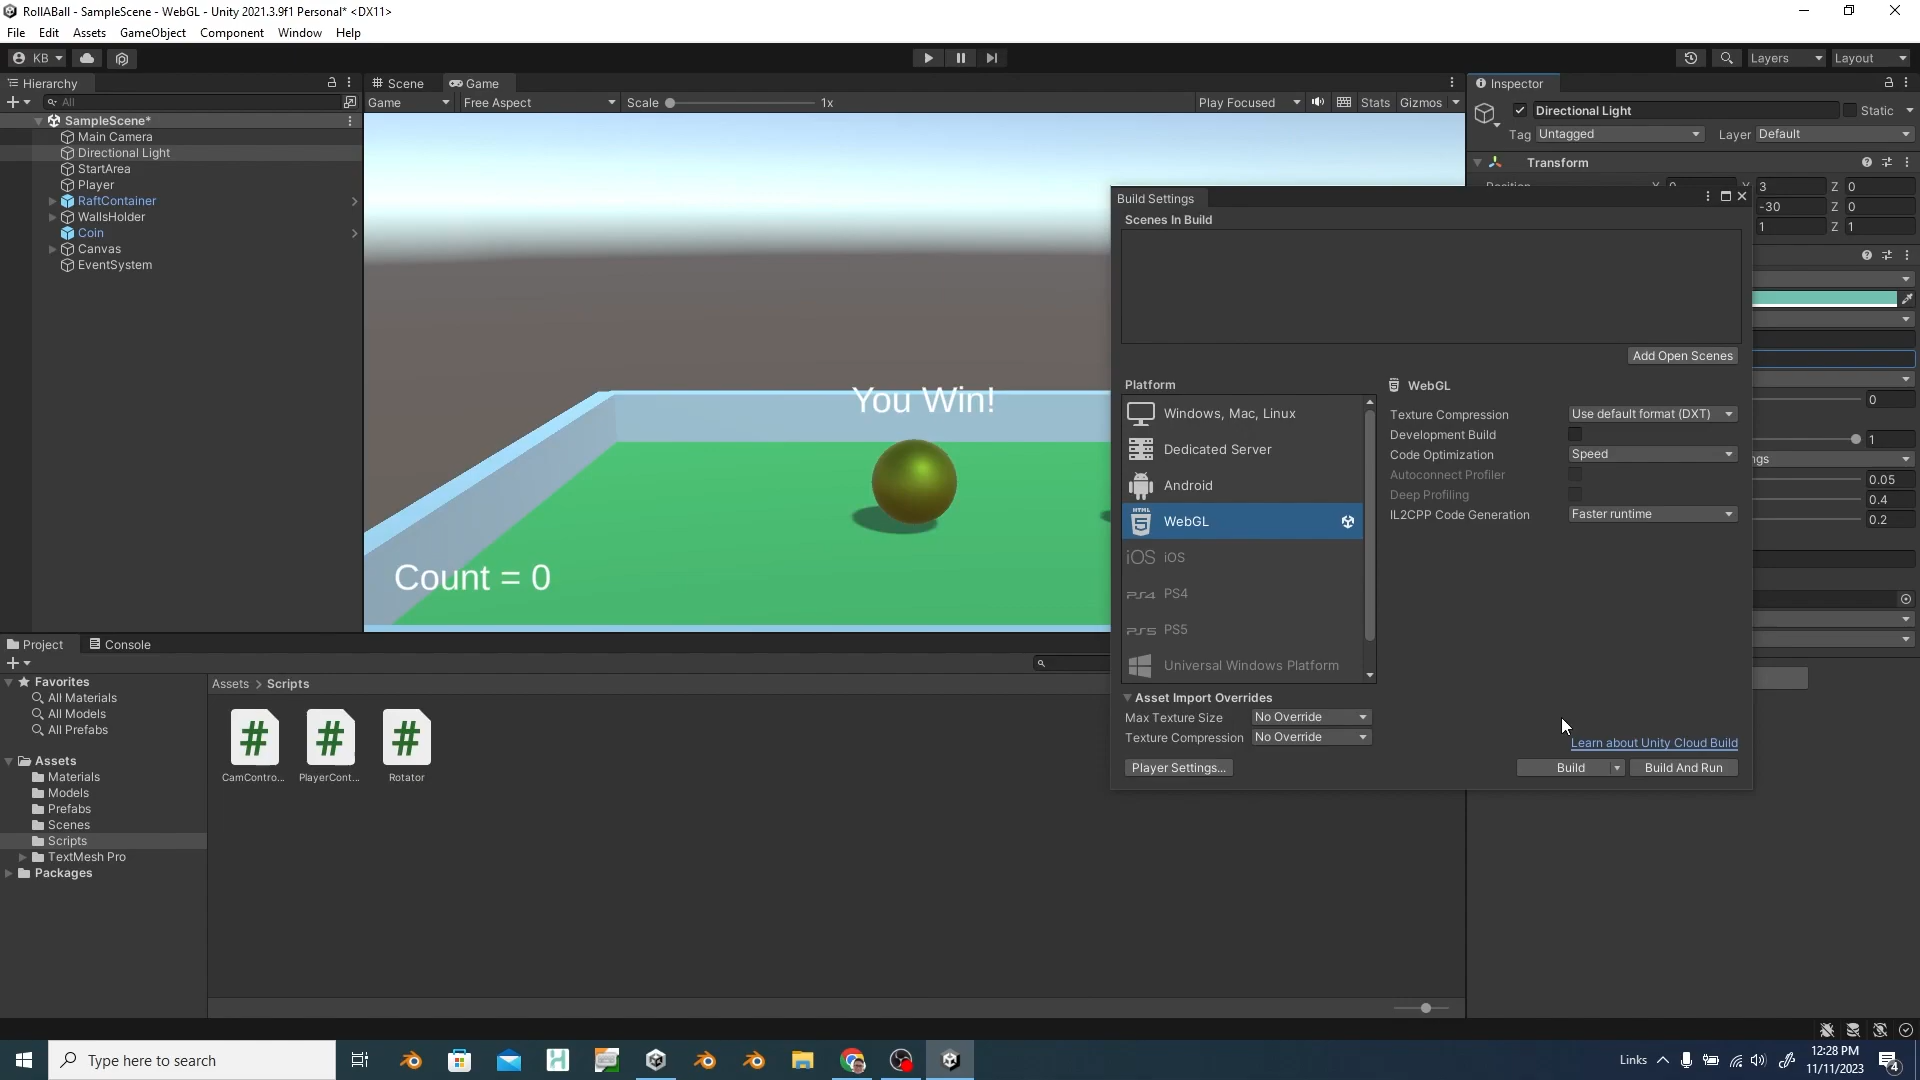 RollABall - SampleScene - WebGL - Unity 2021.3.9f1 Personal* <DX11>
File Edit Assets GameObject Component Window Help
KB Layers Layout
Hierarchy
All
SampleScene*
Main Camera
Directional Light
StartArea
Player
RaftContainer
WallsHolder
Coin
Canvas
EventSystem
Scene Game
Game Free Aspect Scale 1x Play Focused Stats Gizmos
You Win!
Count = 0
Inspector
Directional Light Static
Tag Untagged Layer Default
Transform
3 Z 0
-30 Z 0
1 Z 1
0
1
0.05
0.4
0.2
Build Settings
Scenes In Build
Add Open Scenes
Platform
Windows, Mac, Linux
Dedicated Server
Android
HTML WebGL
iOS iOS
PS4 PS4
PS5 PS5
Universal Windows Platform
WebGL
Texture Compression Use default format (DXT)
Development Build
Code Optimization Speed
Autoconnect Profiler
Deep Profiling
IL2CPP Code Generation Faster runtime
Asset Import Overrides
Max Texture Size No Override
Texture Compression No Override
Learn about Unity Cloud Build
Player Settings... Build Build And Run
Project Console
Favorites
All Materials
All Models
All Prefabs
Assets
Materials
Models
Prefabs
Scenes
Scripts
TextMesh Pro
Packages
Assets > Scripts
CamContro... PlayerCont... Rotator
Type here to search
Links
12:28 PM
11/11/2023
4